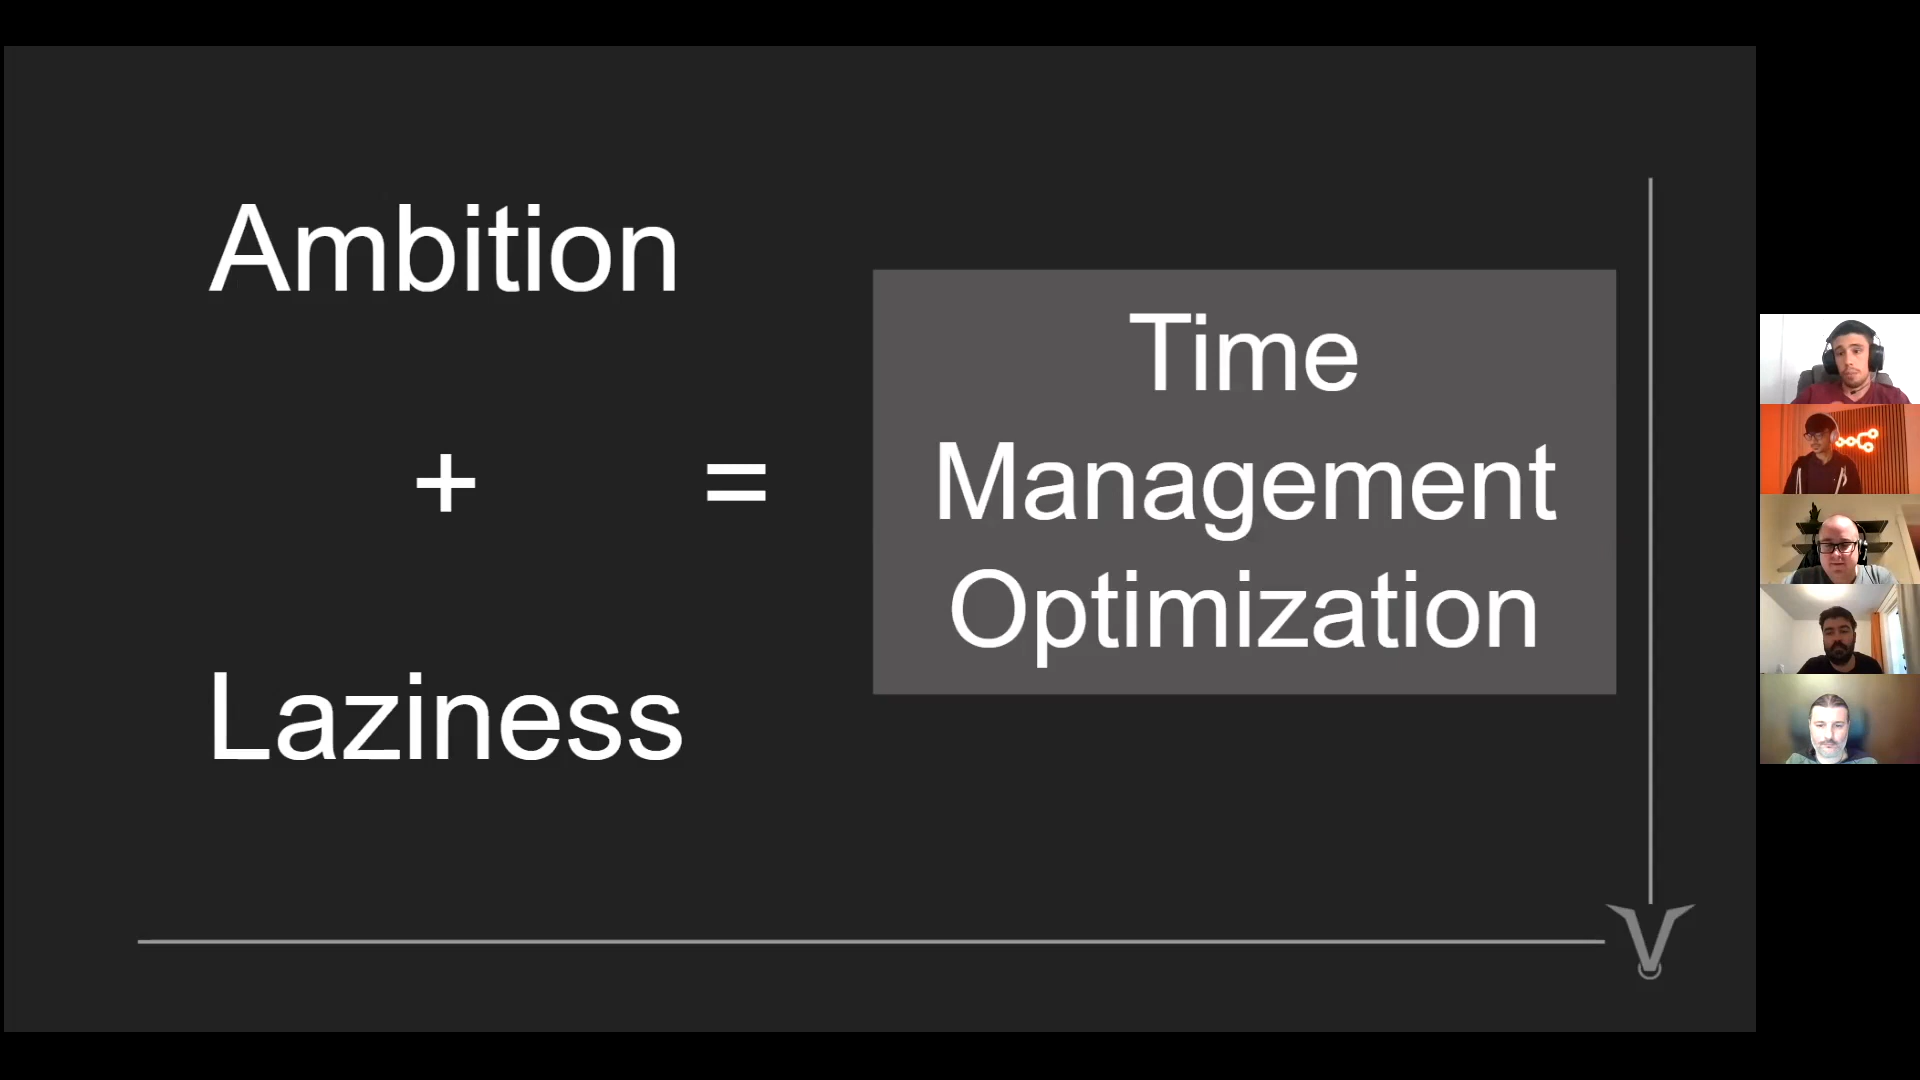 Ambition
+
=
Laziness
Time
Management
Optimization